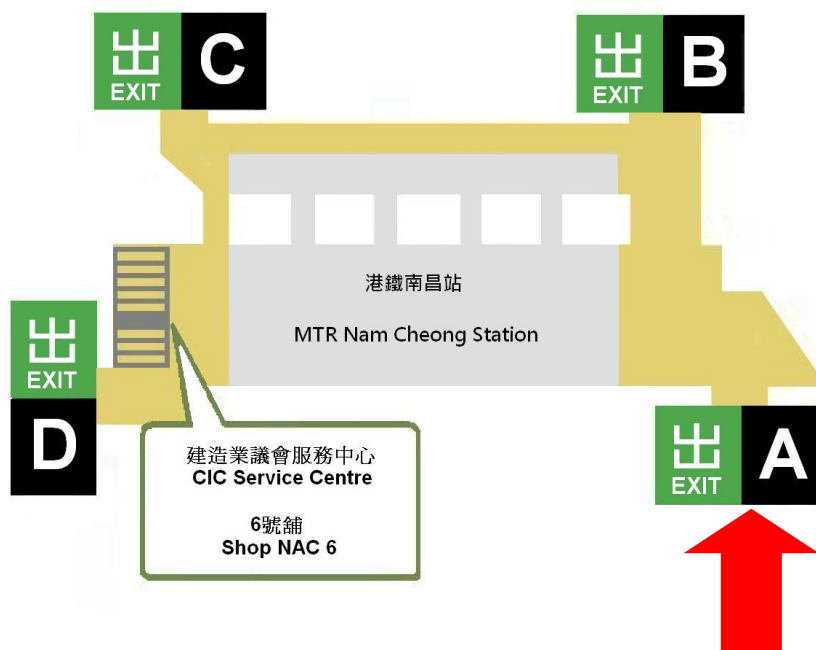 出
EXIT
C
出
EXIT
B
港鐵南昌站
MTR Nam Cheong Station
出
EXIT
D
建造業議會服務中心
CIC Service Centre
6號舖
Shop NAC 6
出
EXIT
A